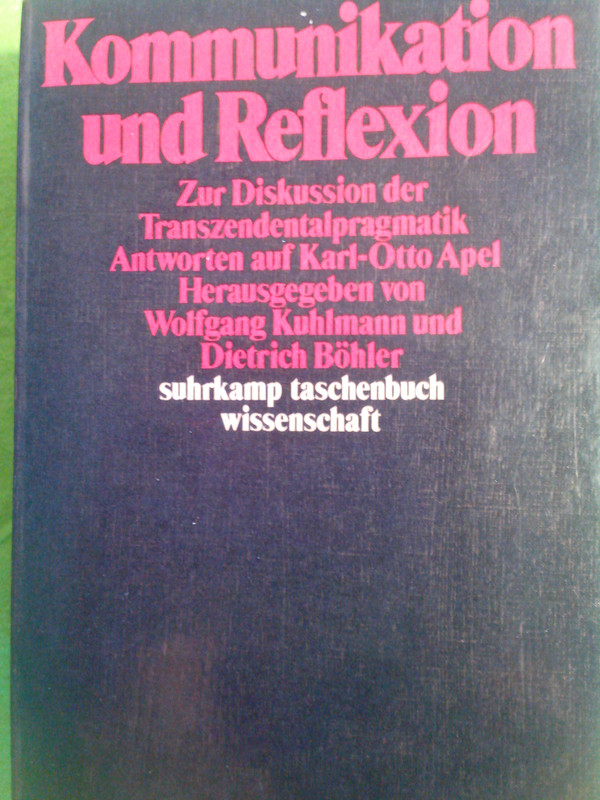 Kommunikation
und Reflexion
Zur Diskussion der
Transzendentalpragmatik
Antworten auf Karl-Otto Apel
Herausgegeben von
Wolfgang Kuhlmann und
Dietrich Böhler
suhrkamp taschenbuch
wissenschaft